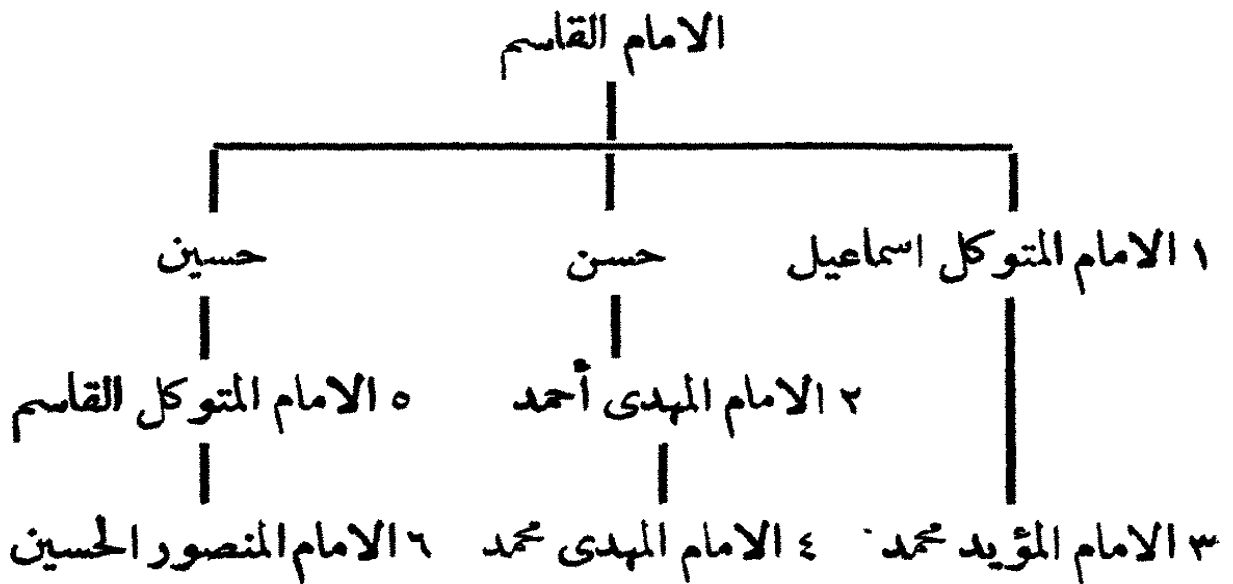 الامام القاسم
١ الامام المتوكل اسماعيل
حسن
حسين
٢ الامام المهدى أحمد
٥ الامام المتوكل القاسم
٣ الامام المؤيد محمد
٤ الامام المهدى محمد
٦ الامام المنصور الحسين